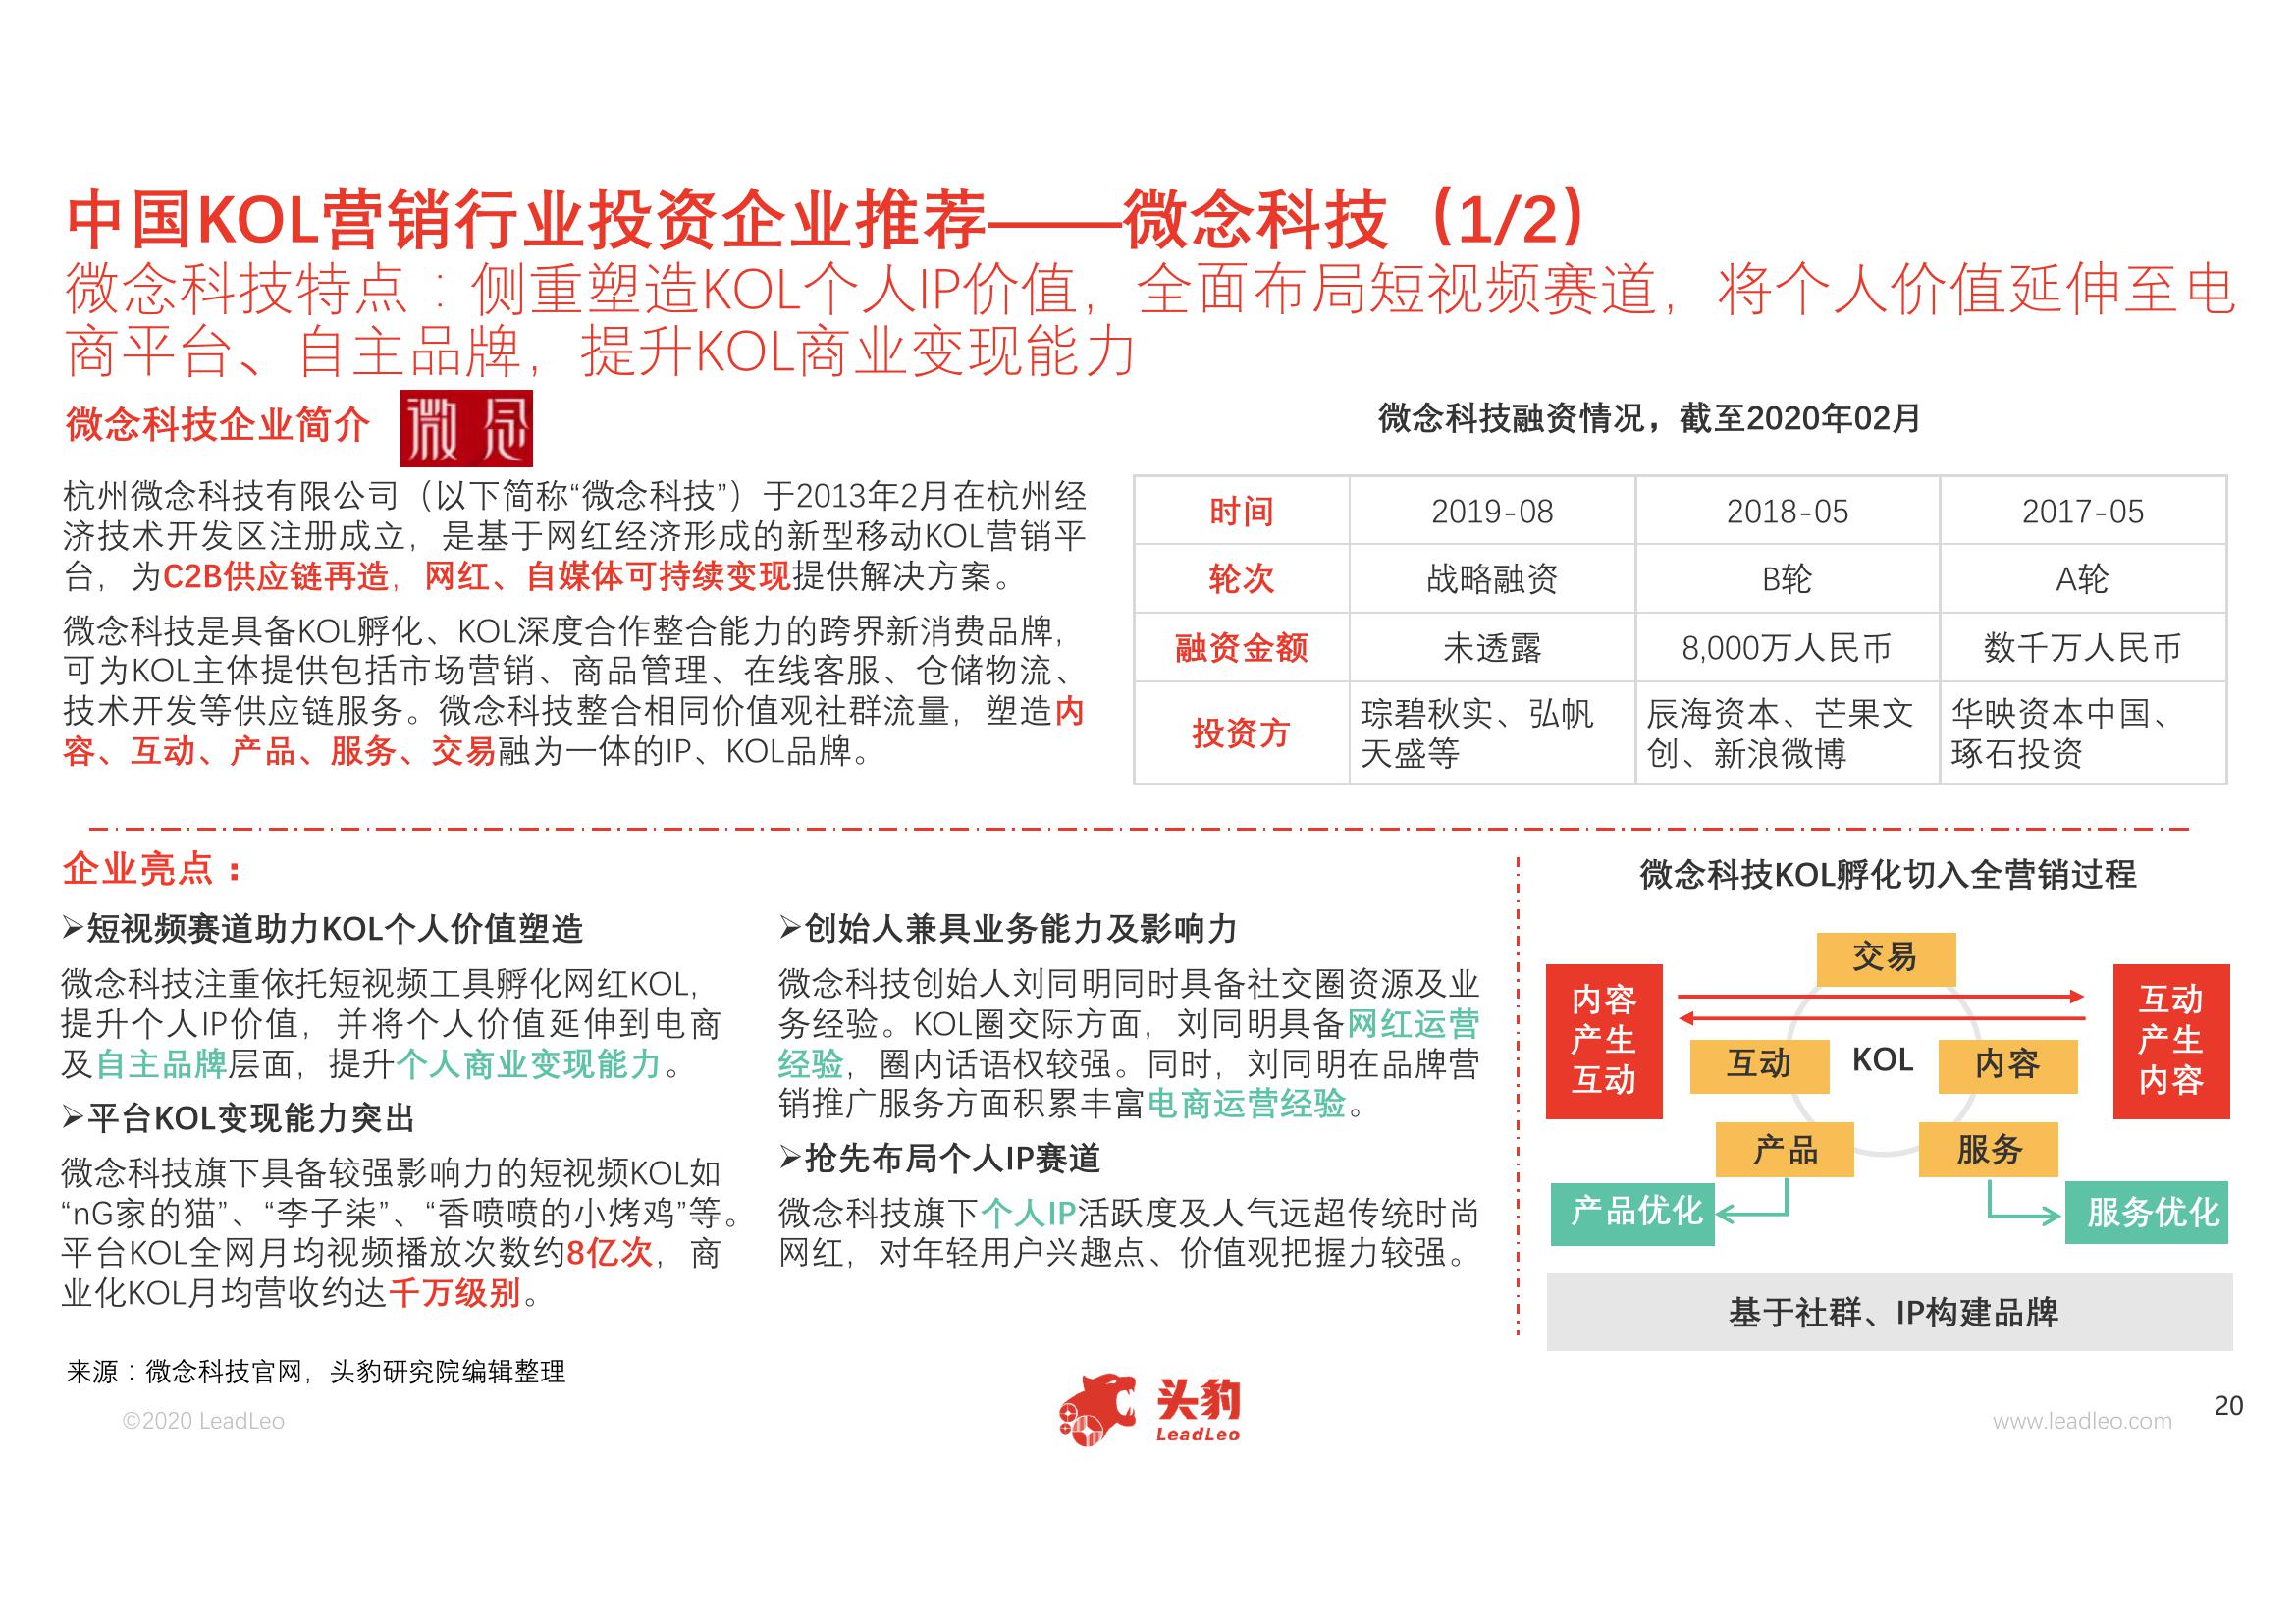 中国KOL营销行业投资企业推荐——微念科技（1/2）
微念科技特点：侧重塑造KOL个人IP价值，全面布局短视频赛道，将个人价值延伸至电
商平台、自主品牌，提升KOL商业变现能力
微念科技企业简介
微念
杭州微念科技有限公司（以下简称“微念科技”）于2013年2月在杭州经
济技术开发区注册成立，是基于网红经济形成的新型移动KOL营销平
台，为C2B供应链再造，网红、自媒体可持续变现提供解决方案。
微念科技是具备KOL孵化、KOL深度合作整合能力的跨界新消费品牌，
可为KOL主体提供包括市场营销、商品管理、在线客服、仓储物流、
技术开发等供应链服务。微念科技整合相同价值观社群流量，塑造内
容、互动、产品、服务、交易融为一体的IP、KOL品牌。
微念科技融资情况，截至2020年02月
时间 2019-08 2018-05 2017-05
轮次 战略融资 B轮 A轮
融资金额 未透露 8,000万人民币 数千万人民币
投资方 琮碧秋实、弘帆 辰海资本、芒果文 华映资本中国、
天盛等 创、新浪微博 琢石投资
企业亮点：
➢短视频赛道助力KOL个人价值塑造
微念科技注重依托短视频工具孵化网红KOL，
提升个人IP价值，并将个人价值延伸到电商
及自主品牌层面，提升个人商业变现能力。
➢平台KOL变现能力突出
微念科技旗下具备较强影响力的短视频KOL如
“nG家的猫”、“李子柒”、“香喷喷的小烤鸡”等。
平台KOL全网月均视频播放次数约8亿次，商
业化KOL月均营收约达千万级别。
➢创始人兼具业务能力及影响力
微念科技创始人刘同明同时具备社交圈资源及业
务经验。KOL圈交际方面，刘同明具备网红运营
经验，圈内话语权较强。同时，刘同明在品牌营
销推广服务方面积累丰富电商运营经验。
➢抢先布局个人IP赛道
微念科技旗下个人IP活跃度及人气远超传统时尚
网红，对年轻用户兴趣点、价值观把握力较强。
微念科技KOL孵化切入全营销过程
交易
内容
产生
互动
互动
产生
内容
互动 KOL 内容
产品 服务
产品优化 服务优化
基于社群、IP构建品牌
来源：微念科技官网，头豹研究院编辑整理
©2020 LeadLeo
头豹
LeadLeo
www.leadleo.com
20